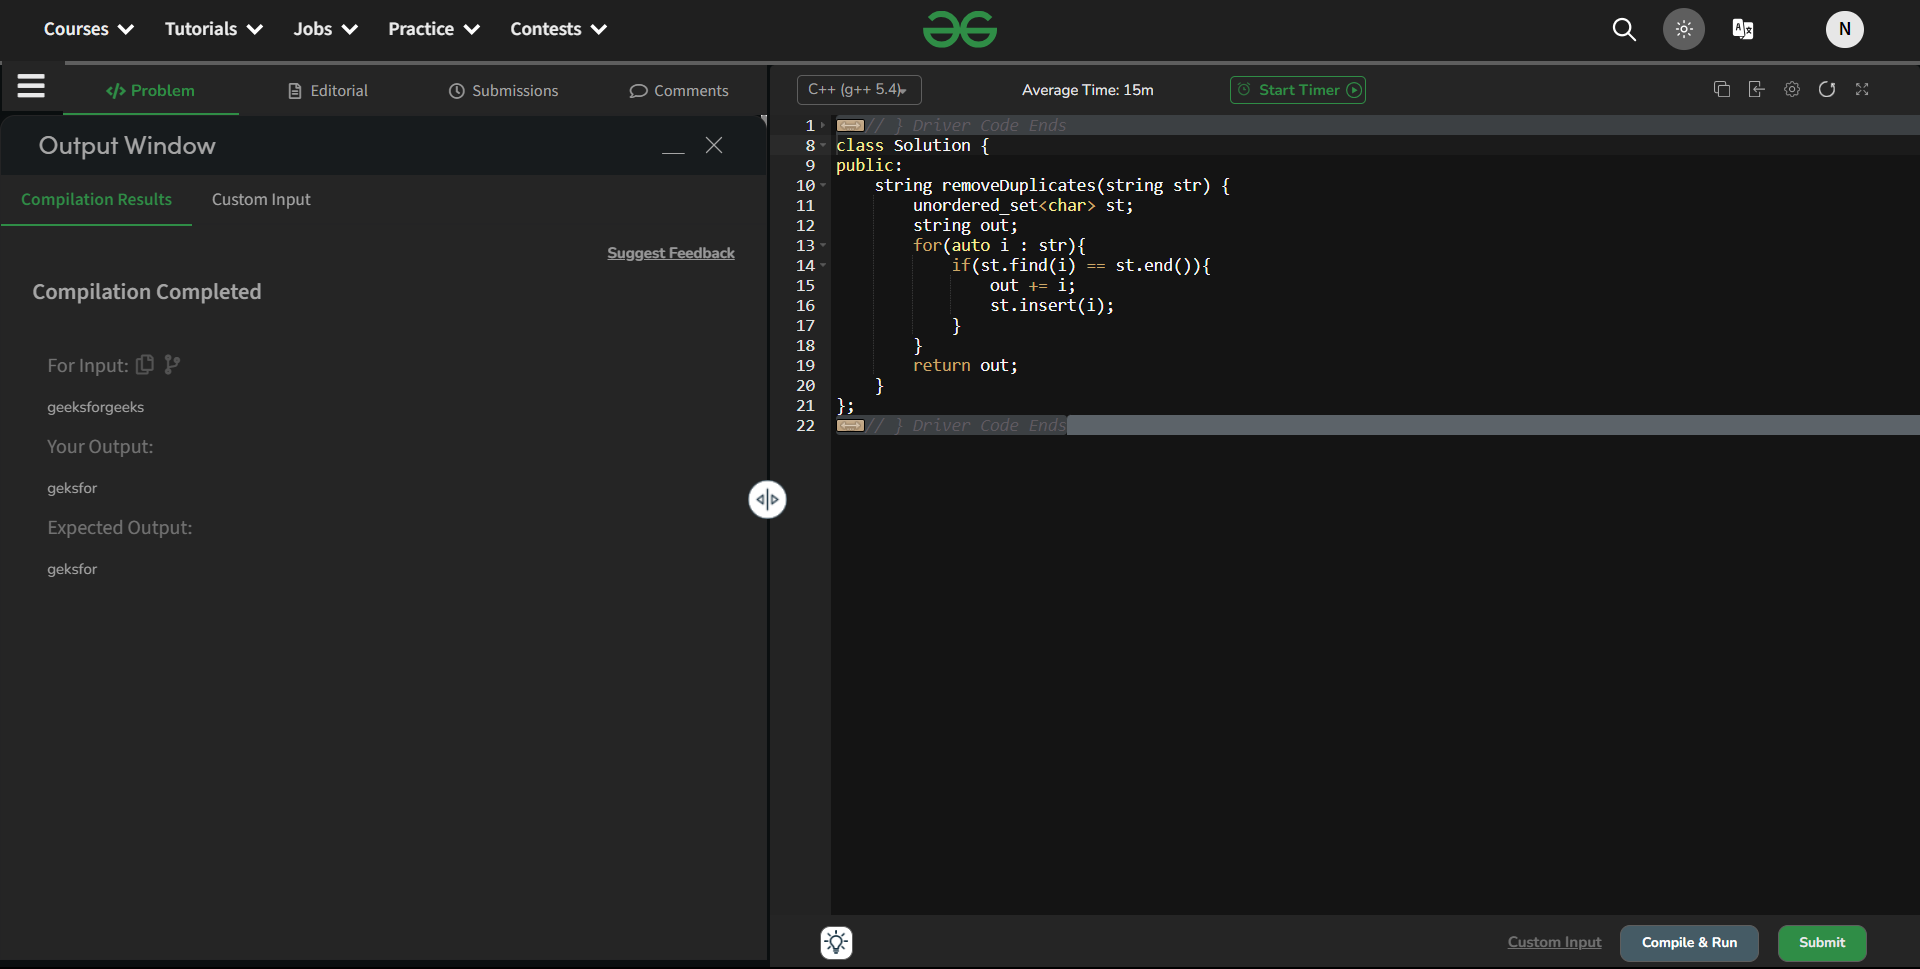 Courses Tutorials Jobs Practice Contests
N
Problem Editorial Submissions Comments
C++ (g++ 5.4) Average Time: 15m Start Timer
Output Window
Compilation Results Custom Input
Suggest Feedback
Compilation Completed
For Input:
geeksforgeeks
Your Output:
geksfor
Expected Output:
geksfor
1 // } Driver Code Ends
8 class Solution {
9 public:
10 string removeDuplicates(string str) {
11 unordered_set<char> st;
12 string out;
13 for(auto i : str){
14 if(st.find(i) == st.end()){
15 out += i;
16 st.insert(i);
17 }
18 }
19 return out;
20 }
21 };
22 // } Driver Code Ends
Custom Input Compile & Run Submit